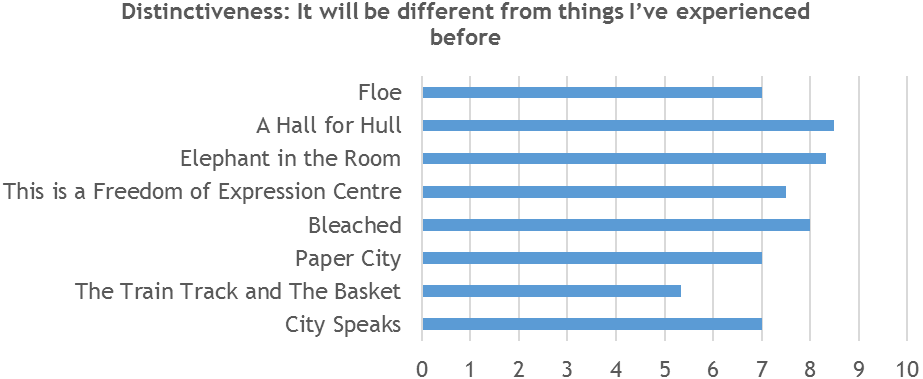 Distinctiveness: It will be different from things I’ve experienced
before
Floe
A Hall for Hull
Elephant in the Room
This is a Freedom of Expression Centre
Bleached
Paper City
The Train Track and The Basket
City Speaks
0 1 2 3 4 5 6 7 8 9 10